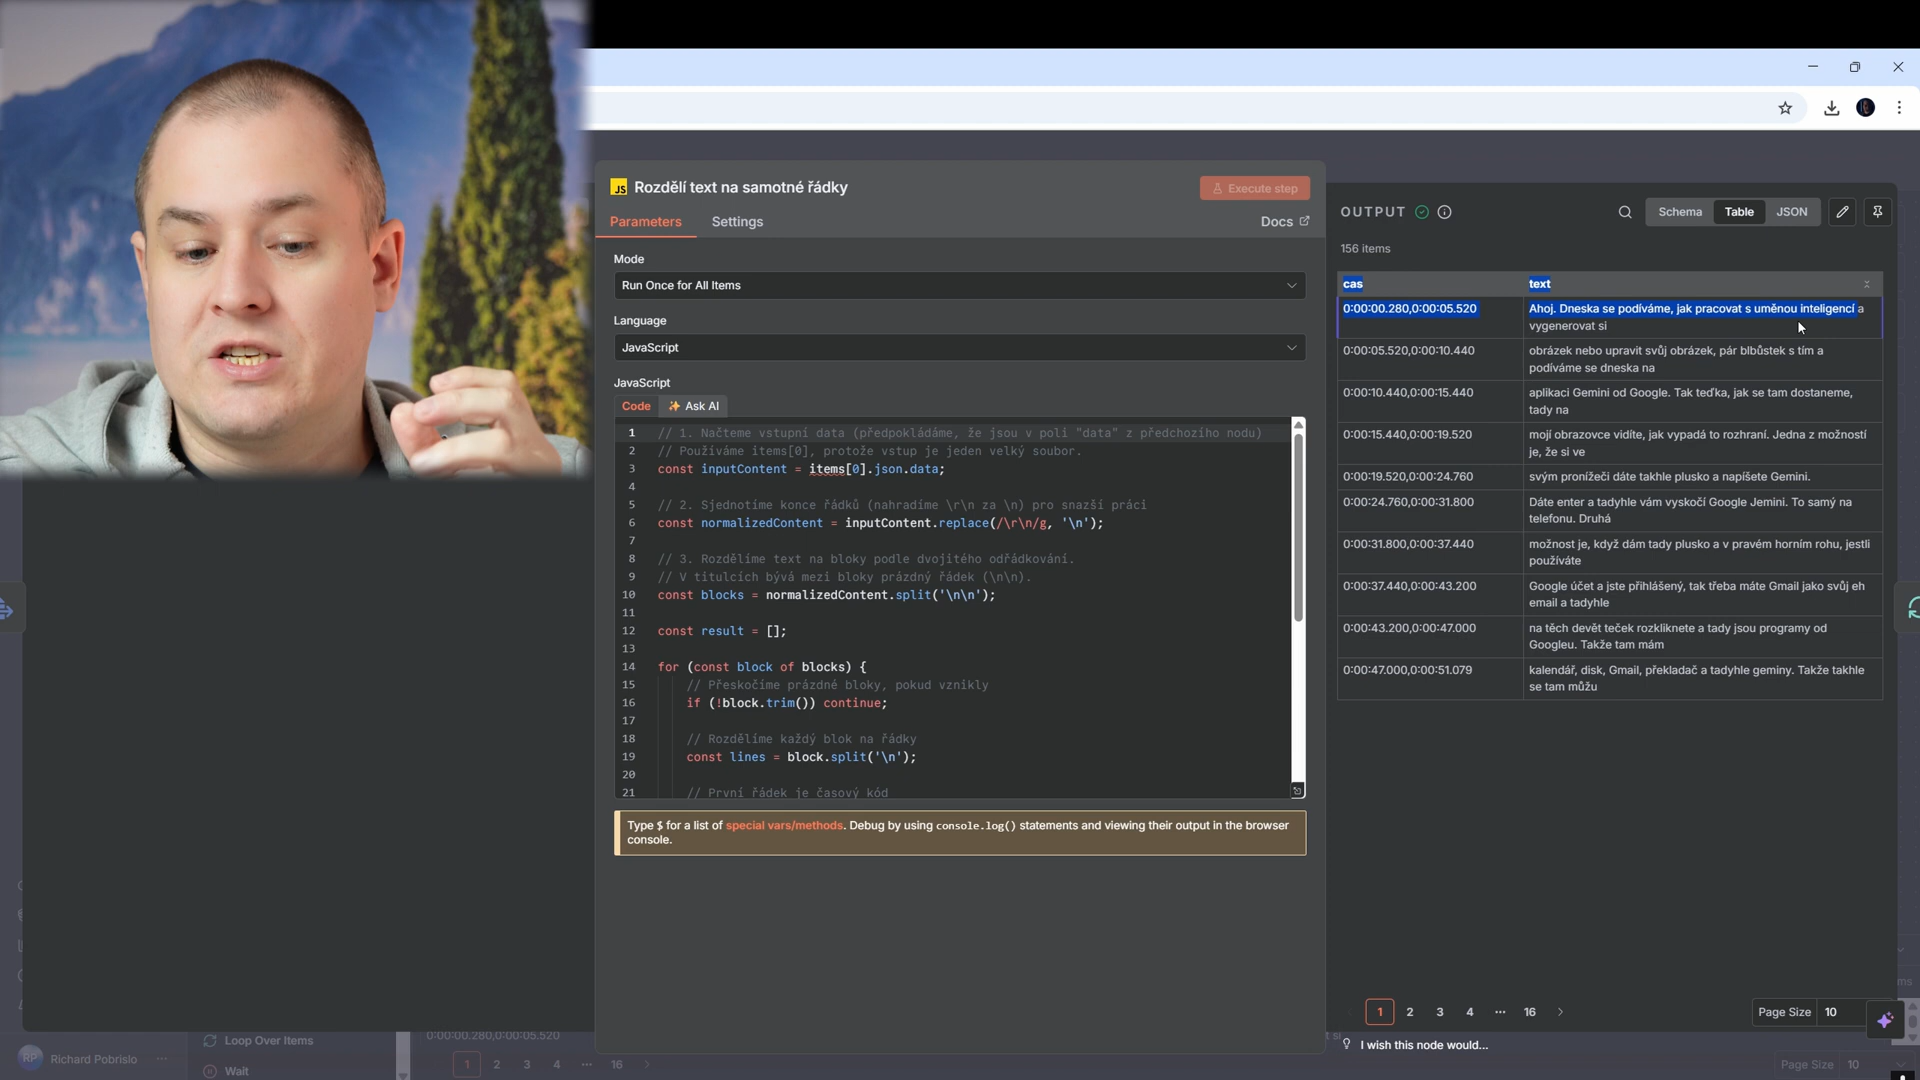 JS Rozdělí text na samotné řádky
Execute step
Parameters
Settings
Docs
Mode
Run Once for All Items
Language
JavaScript
JavaScript
Code
Ask AI
1 // 1. Načteme vstupní data (předpokládáme, že jsou v poli "data" z předchozího nodu)
2 // Používáme items[0], protože vstup je jeden velký soubor.
3 const inputContent = items[0].json.data;
4
5 // 2. Sjednotíme konce řádků (nahradíme \r\n za \n) pro snazší práci
6 const normalizedContent = inputContent.replace(/\r\n/g, '\n');
7
8 // 3. Rozdělíme text na bloky podle dvojitého odřádkování.
9 // V titulcích bývá mezi bloky prázdný řádek (\n\n).
10 const blocks = normalizedContent.split('\n\n');
11
12 const result = [];
13
14 for (const block of blocks) {
15 // Přeskočíme prázdné bloky, pokud vznikly
16 if (!block.trim()) continue;
17
18 // Rozdělíme každý blok na řádky
19 const lines = block.split('\n');
20
21 // První řádek je časový kód
Type $ for a list of special vars/methods. Debug by using console.log() statements and viewing their output in the browser
console.
OUTPUT
Schema
Table
JSON
156 items
cas text
0:00:00.280,0:00:05.520 Ahoj. Dneska se podíváme, jak pracovat s uměnou inteligencí a
vygenerovat si
0:00:05.520,0:00:10.440 obrázek nebo upravit svůj obrázek, pár blbůstek s tím a
podíváme se dneska na
0:00:10.440,0:00:15.440 aplikaci Gemini od Google. Tak teďka, jak se tam dostaneme,
tady na
0:00:15.440,0:00:19.520 mojí obrazovce vidíte, jak vypadá to rozhraní. Jedna z možností
je, že si ve
0:00:19.520,0:00:24.760 svým pronížeči dáte takhle plusko a napíšete Gemini.
0:00:24.760,0:00:31.800 Dáte enter a tadyhle vám vyskočí Google Jemini. To samý na
telefonu. Druhá
0:00:31.800,0:00:37.440 možnost je, když dám tady plusko a v pravém horním rohu, jestli
používáte
0:00:37.440,0:00:43.200 Google účet a jste přihlášený, tak třeba máte Gmail jako svůj eh
email a tadyhle
0:00:43.200,0:00:47.000 na těch devět teček rozkliknete a tady jsou programy od
Googleu. Takže tam mám
0:00:47.000,0:00:51.079 kalendář, disk, Gmail, překladač a tadyhle geminy. Takže takhle
se tam můžu
1 2 3 4 ... 16
Page Size 10
I wish this node would...
RP Richard Pobrislo
Loop Over Items
Wait
0:00:00.280,0:00:05.520
1 2 3 4 ... 16
Page Size 10